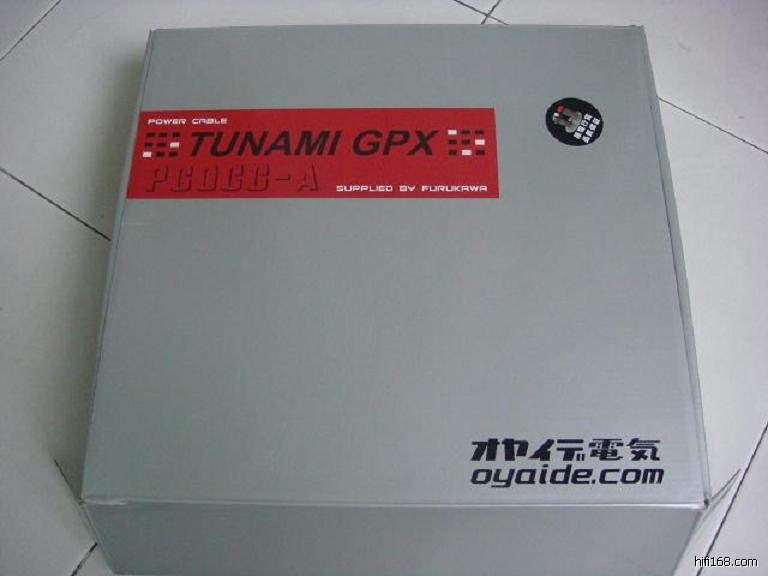 POWER CABLE
TUNAMI GPX
PCOCC-A
SUPPLIED BY FURUKAWA
オヤイデ電気
oyaide.com
hifi168.com